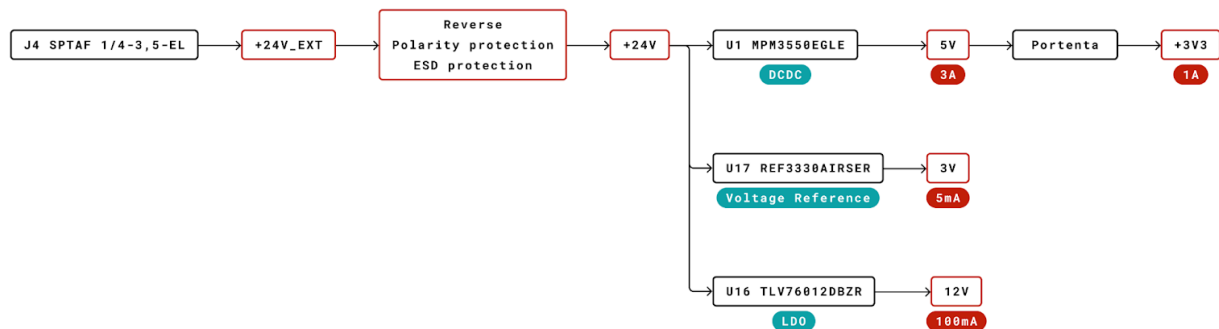 J4 SPTAF 1/4-3,5-EL
+24V_EXT
Reverse
Polarity protection
ESD protection
+24V
U1 MPM3550EGLE
DCDC
5V
3A
Portenta
+3V3
1A
U17 REF3330AIRSER
Voltage Reference
3V
5mA
U16 TLV76012DBZR
LDO
12V
100mA